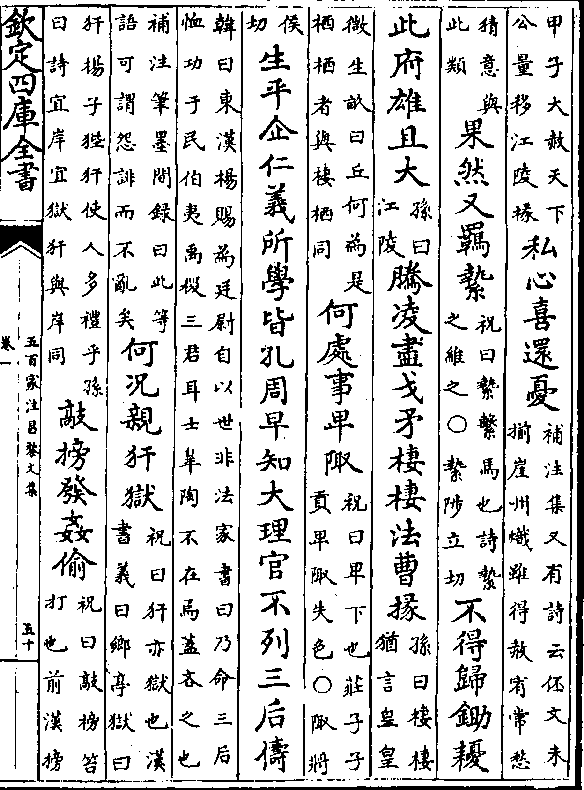 甲子大赦天下
公量移江陵掾
私心喜還憂
補注集又有詩云伾文未
揃崖州熾雖得赦宥常愁
猜意與
此類
果然又羈縶
祝曰縶繫馬也詩縶
之維之〇縶陟立切
不得歸鋤耰
此府雄且大
孫曰
江陵
騰凌盡戈矛棲棲法曹掾
孫曰棲棲
猶言皇皇
微生畝曰丘何為是
栖栖者與棲栖同
何處事卑陬
祝曰卑下也莊子子
貢卑陬失色〇陬將
侯
切
生平企仁義所學皆孔周早知大理官不列三后儔
韓曰東漢楊賜為廷尉自以世非法家書曰乃命三后
恤功于民伯夷禹稷三君耳士皐陶不在焉蓋吝之也
補注筆墨間錄曰此等
語可謂怨誹而不亂矣
何況親犴獄
祝曰犴亦獄也漢
書義曰鄉亭獄曰
犴揚子狴犴使人多禮乎孫
曰詩宜岸宜獄犴與岸同
敲搒發姦偷
祝曰敲搒笞
打也前漢搒
欽定四庫全書
五百家注昌黎文集
卷一
五十